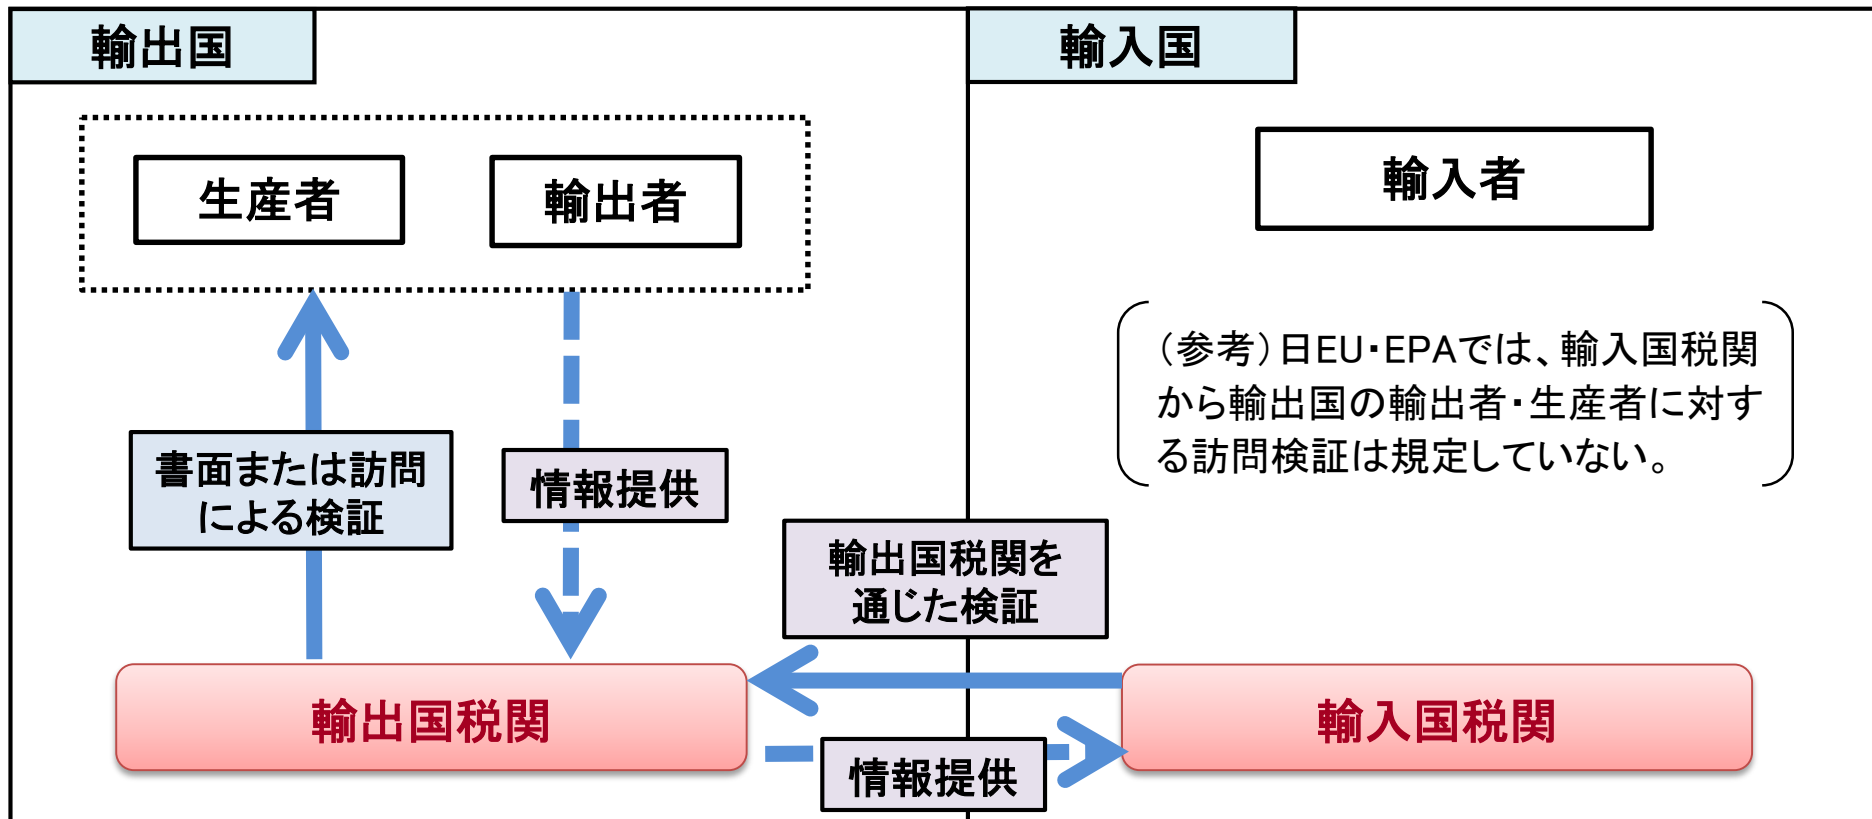 輸出国
輸入国
生産者
輸出者
輸入者
(参考)日EU・EPAでは、輸入国税関
から輸出国の輸出者・生産者に対す
る訪問検証は規定していない。
書面または訪問
による検証
情報提供
輸出国税関を
通じた検証
輸出国税関
輸入国税関
情報提供